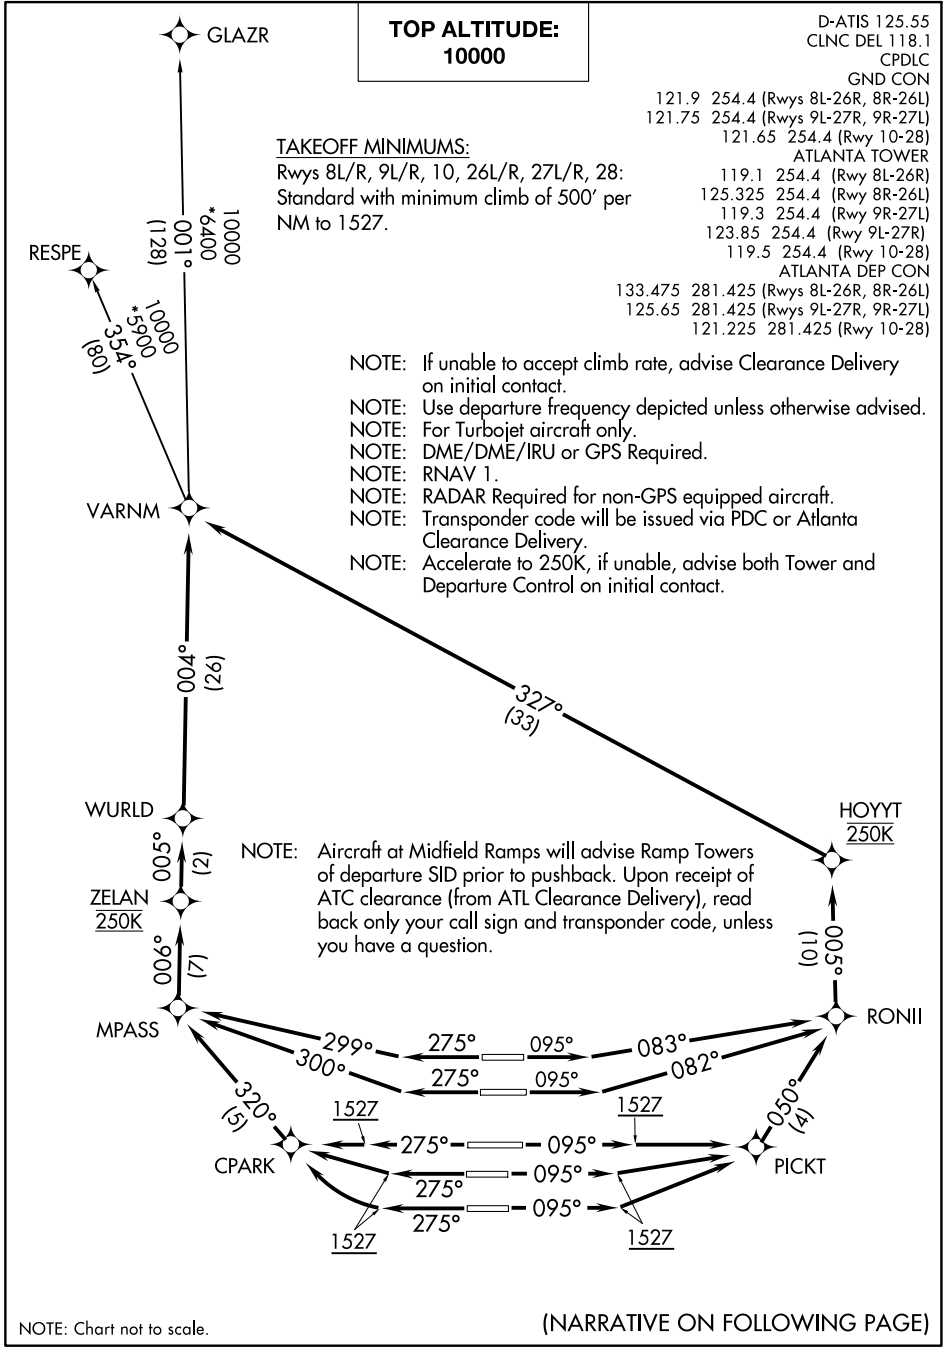 GLAZR
TOP ALTITUDE:
10000
D-ATIS 125.55
CLNC DEL 118.1
CPDLC
GND CON
121.9 254.4 (Rwys 8L-26R, 8R-26L)
121.75 254.4 (Rwys 9L-27R, 9R-27L)
121.65 254.4 (Rwy 10-28)
ATLANTA TOWER
119.1 254.4 (Rwy 8L-26R)
125.325 254.4 (Rwy 8R-26L)
119.3 254.4 (Rwy 9R-27L)
123.85 254.4 (Rwy 9L-27R)
119.5 254.4 (Rwy 10-28)
ATLANTA DEP CON
133.475 281.425 (Rwys 8L-26R, 8R-26L)
125.65 281.425 (Rwys 9L-27R, 9R-27L)
121.225 281.425 (Rwy 10-28)
TAKEOFF MINIMUMS:
Rwys 8L/R, 9L/R, 10, 26L/R, 27L/R, 28:
Standard with minimum climb of 500' per
NM to 1527.
10000
*6400
001°
(128)
RESPE
10000
*5900
354°
(80)
NOTE: If unable to accept climb rate, advise Clearance Delivery
on initial contact.
NOTE: Use departure frequency depicted unless otherwise advised.
NOTE: For Turbojet aircraft only.
NOTE: DME/DME/IRU or GPS Required.
NOTE: RNAV 1.
NOTE: RADAR Required for non-GPS equipped aircraft.
NOTE: Transponder code will be issued via PDC or Atlanta
Clearance Delivery.
NOTE: Accelerate to 250K, if unable, advise both Tower and
Departure Control on initial contact.
VARNM
004°
(26)
327°
(33)
WURLD
HOYYT
250K
005°
(2)
NOTE: Aircraft at Midfield Ramps will advise Ramp Towers
of departure SID prior to pushback. Upon receipt of
ATC clearance (from ATL Clearance Delivery), read
back only your call sign and transponder code, unless
you have a question.
ZELAN
250K
006°
(7)
005°
(10)
MPASS
RONII
299°
275°
095°
083°
300°
275°
095°
082°
320°
(5)
050°
(4)
1527
1527
275°
095°
CPARK
PICKT
275°
095°
275°
095°
1527
1527
NOTE: Chart not to scale.
(NARRATIVE ON FOLLOWING PAGE)